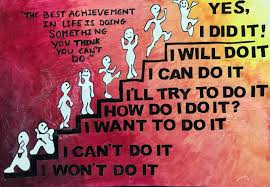 "THE BEST ACHIEVEMENT
IN LIFE IS DOING
SOMETHING
YOU THINK
YOU CAN'T
DO-"
YES,
I DID IT!
I WILL DO IT
I CAN DO IT
I'LL TRY TO DO IT
HOW DO I DO IT?
I WANT TO DO IT
I CAN'T DO IT
I WON'T DO IT